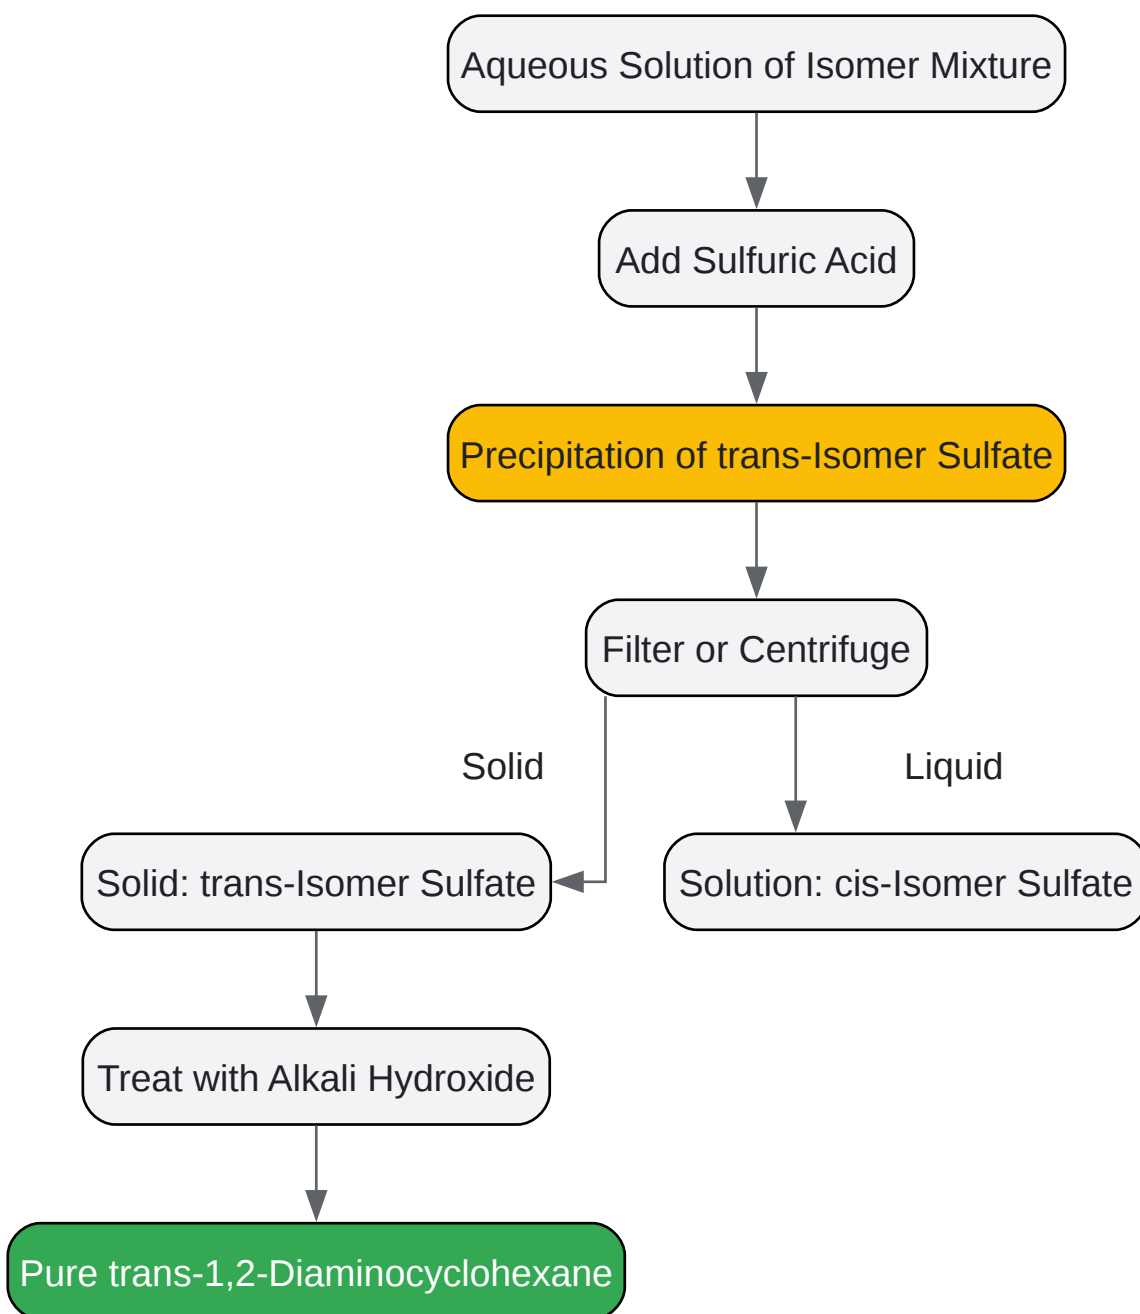 Aqueous Solution of Isomer Mixture
Add Sulfuric Acid
Precipitation of trans-Isomer Sulfate
Filter or Centrifuge
Solid
Liquid
Solid: trans-Isomer Sulfate
Solution: cis-Isomer Sulfate
Treat with Alkali Hydroxide
Pure trans-1,2-Diaminocyclohexane